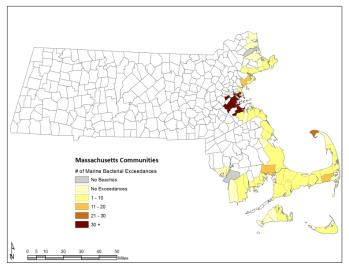 Massachusetts Communities
# of Marine Bacterial Exceedances
No Beaches
No Exceedances
1 - 10
11 - 20
21 - 30
30 +
N
0 5 10 20 30 40 50
Miles